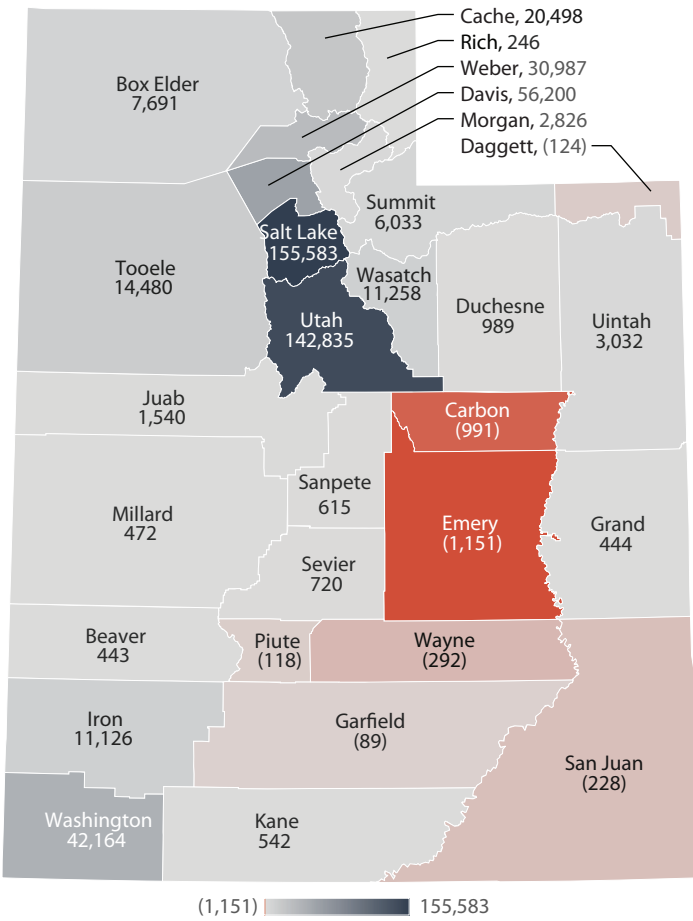 Cache, 20,498
Rich, 246
Weber, 30,987
Davis, 56,200
Morgan, 2,826
Daggett, (124)
Box Elder
7,691
Summit
6,033
Salt Lake
155,583
Tooele
14,480
Wasatch
11,258
Utah
142,835
Duchesne
989
Uintah
3,032
Juab
1,540
Carbon
(991)
Sanpete
615
Millard
472
Emery
(1,151)
Grand
444
Sevier
720
Beaver
443
Piute
(118)
Wayne
(292)
Iron
11,126
Garfield
(89)
San Juan
(228)
Washington
42,164
Kane
542
(1,151) 155,583